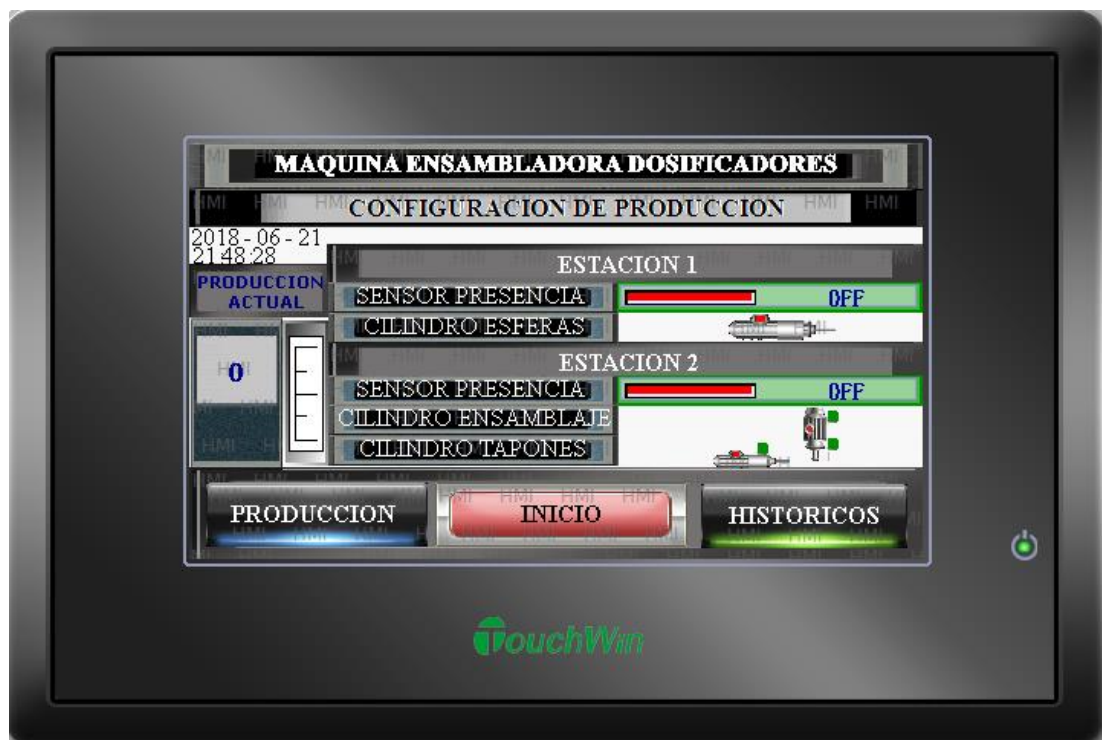 MAQUINA ENSAMBLADORA DOSIFICADORES
CONFIGURACION DE PRODUCCION
2018-06-21
21:48:28
ESTACION 1
PRODUCCION
ACTUAL
SENSOR PRESENCIA
OFF
CILINDRO ESFERAS
0
ESTACION 2
SENSOR PRESENCIA
OFF
CILINDRO ENSAMBLAJE
CILINDRO TAPONES
PRODUCCION
INICIO
HISTORICOS
TouchWin